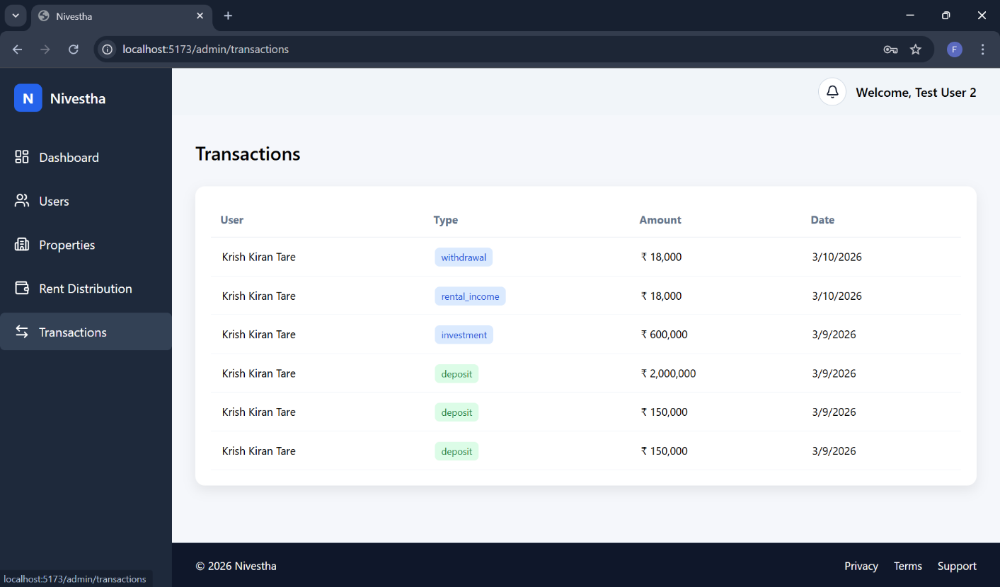 Nivestha
localhost:5173/admin/transactions
F
N Nivestha
Welcome, Test User 2
Dashboard
Users
Properties
Rent Distribution
Transactions
Transactions
User Type Amount Date
Krish Kiran Tare withdrawal ₹ 18,000 3/10/2026
Krish Kiran Tare rental_income ₹ 18,000 3/10/2026
Krish Kiran Tare investment ₹ 600,000 3/9/2026
Krish Kiran Tare deposit ₹ 2,000,000 3/9/2026
Krish Kiran Tare deposit ₹ 150,000 3/9/2026
Krish Kiran Tare deposit ₹ 150,000 3/9/2026
© 2026 Nivestha Privacy Terms Support
localhost:5173/admin/transactions